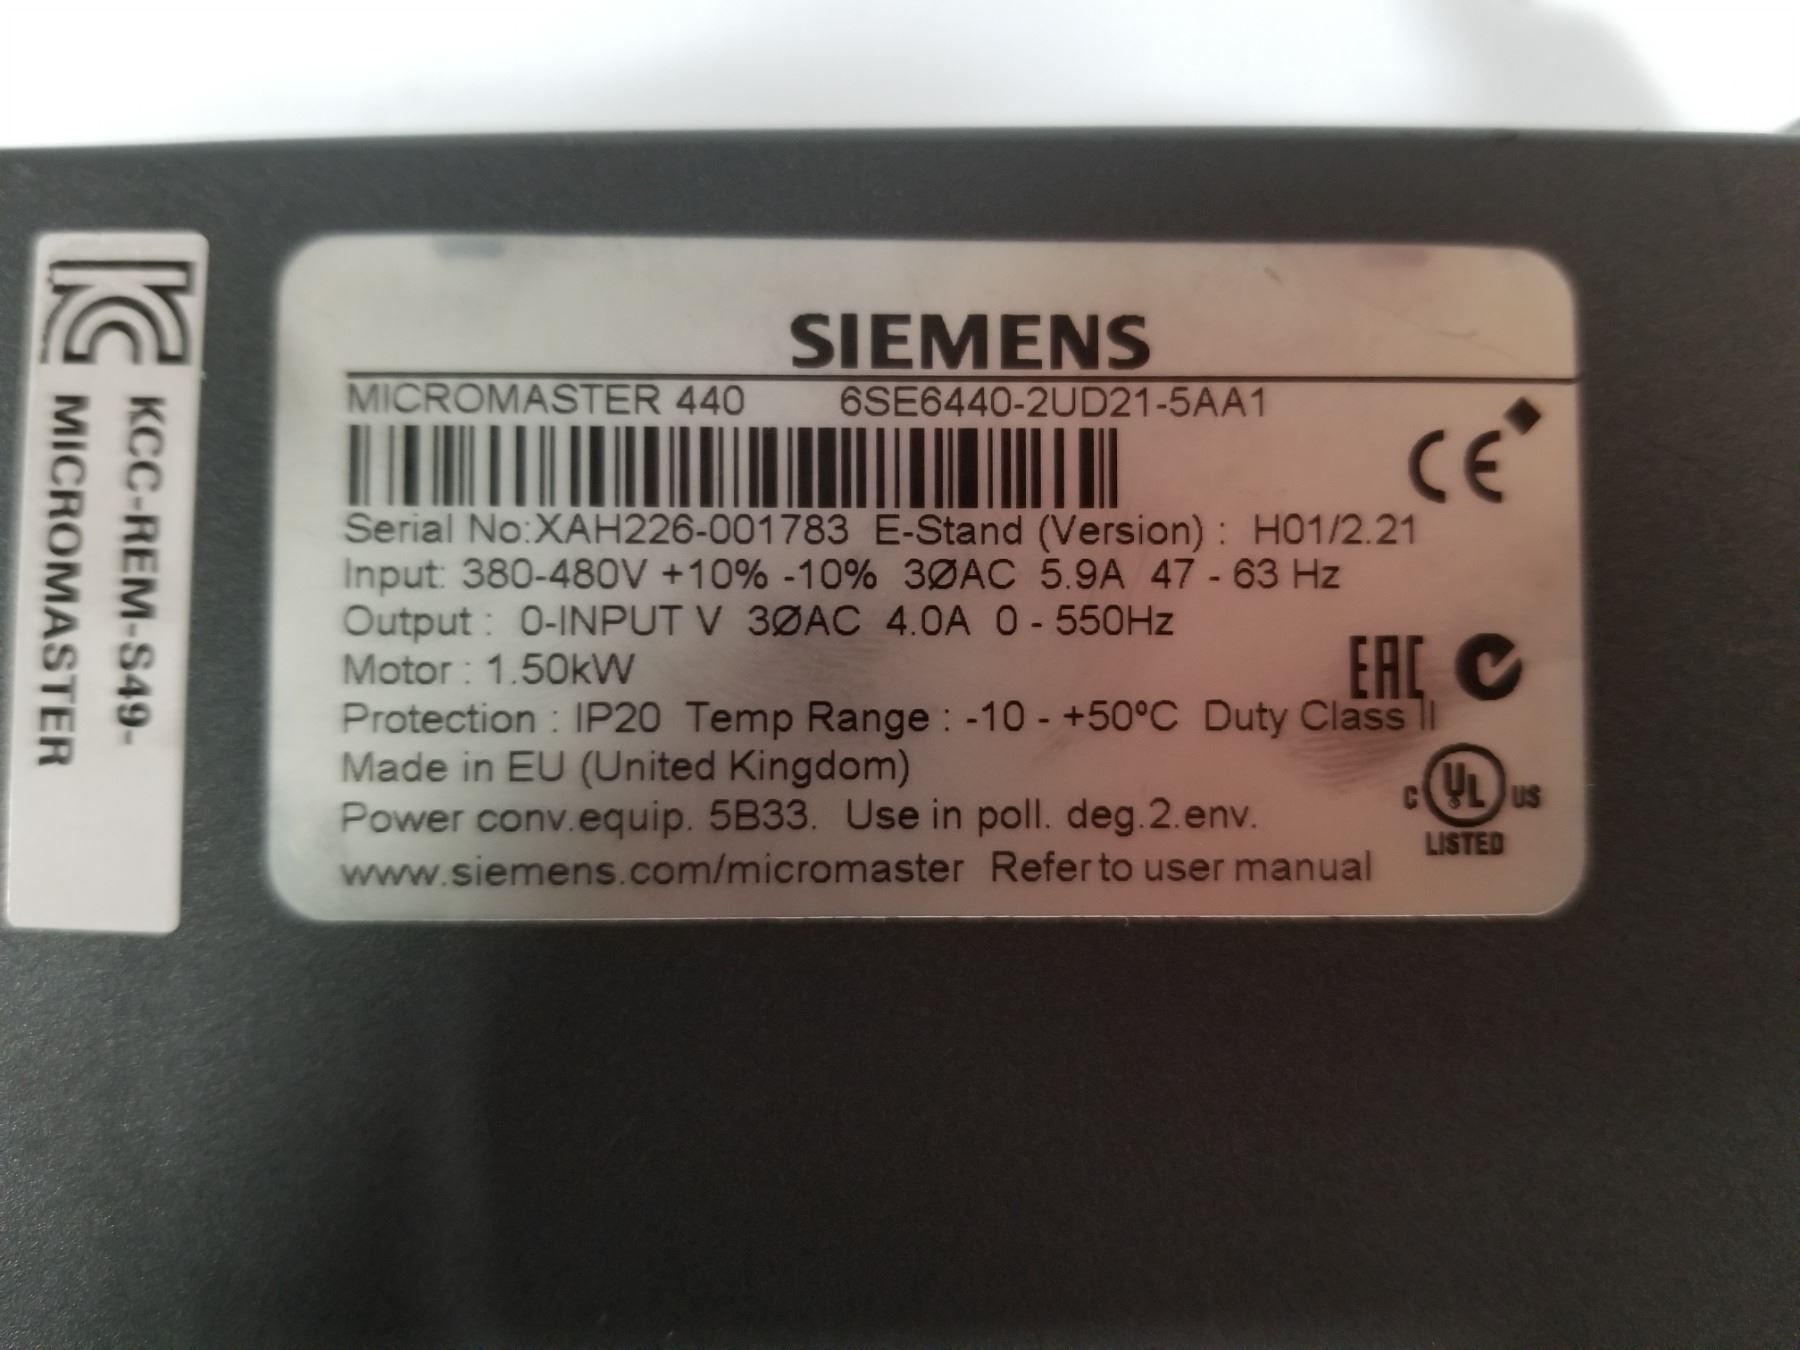 KCC-REM-S49-
MICROMASTER
SIEMENS
MICROMASTER 440 6SE6440-2UD21-5AA1
CE
Serial No:XAH226-001783 E-Stand (Version) : H01/2.21
Input: 380-480V +10% -10% 3ØAC 5.9A 47 - 63 Hz
Output : 0-INPUT V 3ØAC 4.0A 0 - 550Hz
Motor : 1.50kW
EAC
Protection : IP20 Temp Range : -10 - +50ºC Duty Class II
Made in EU (United Kingdom)
C UL US
LISTED
Power conv.equip. 5B33. Use in poll. deg.2.env.
www.siemens.com/micromaster Refer to user manual